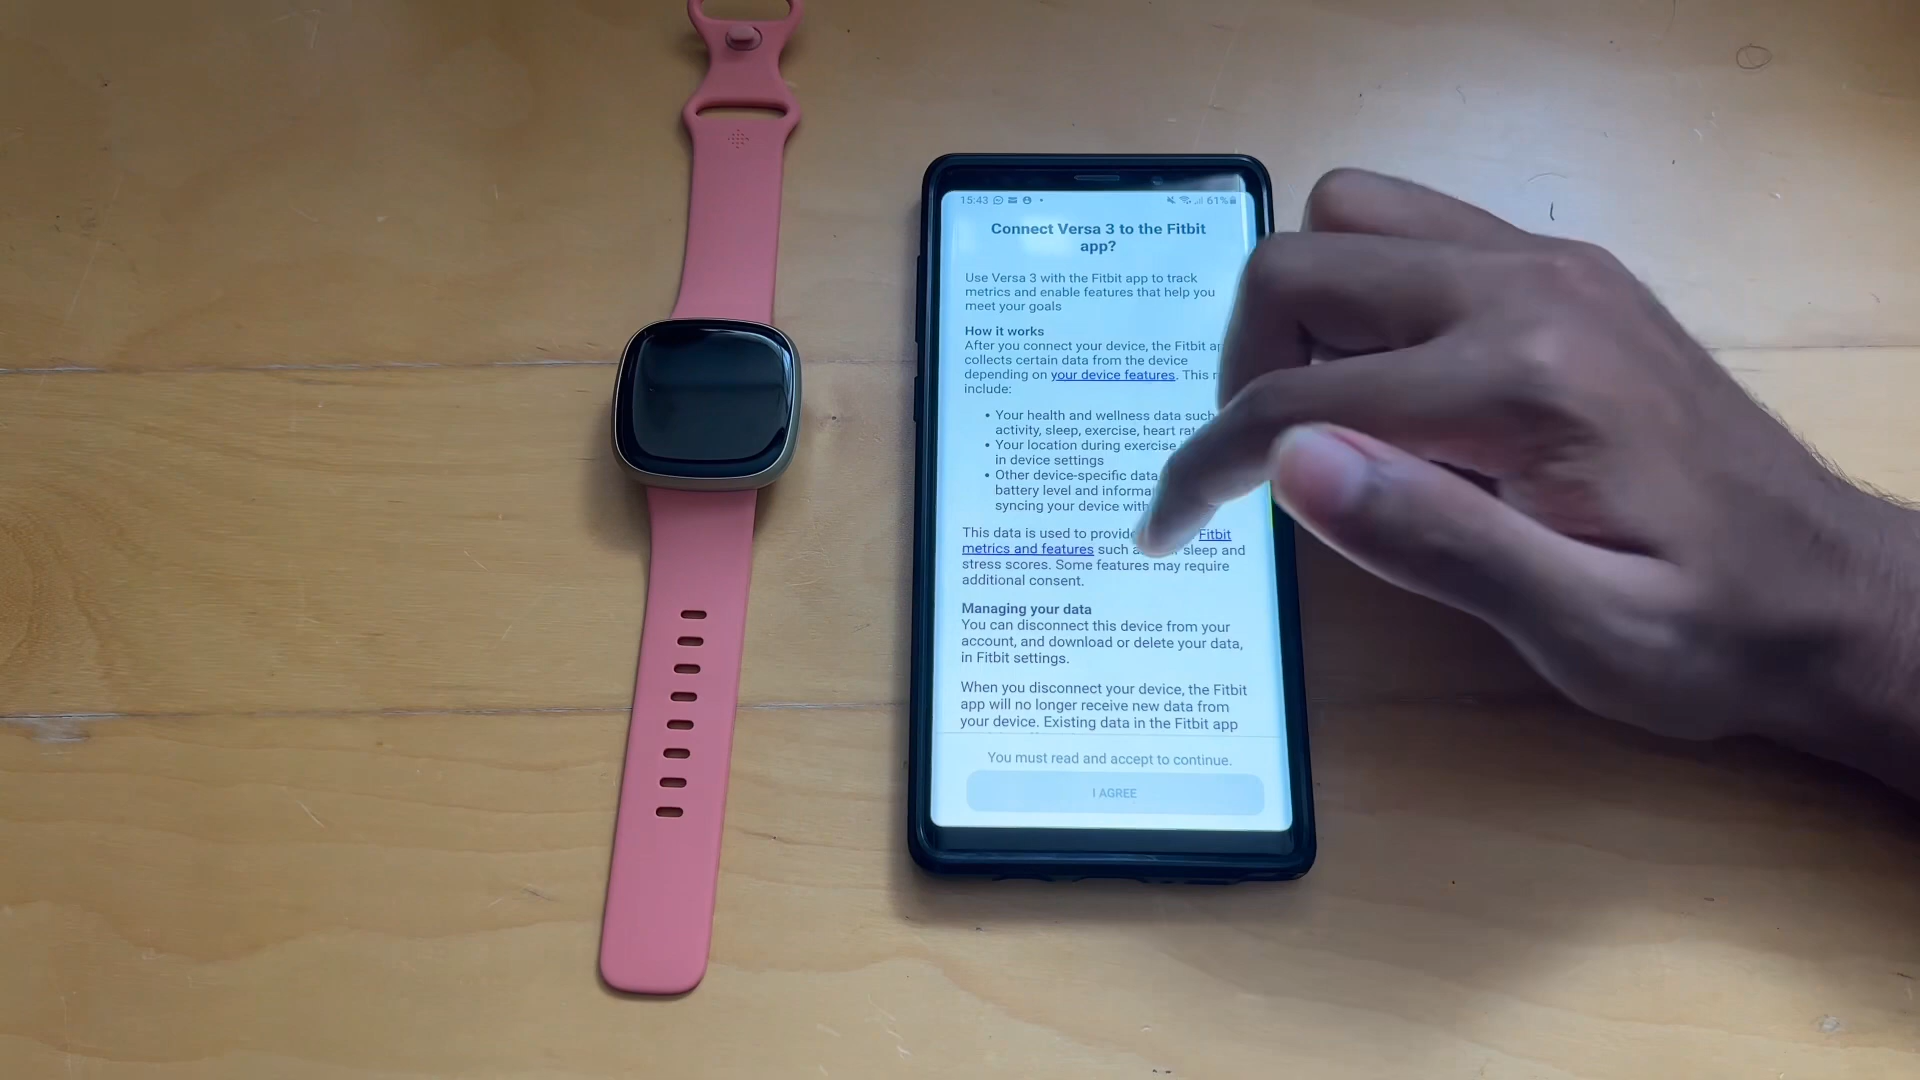 15:43
61%
Connect Versa 3 to the Fitbit
app?
Use Versa 3 with the Fitbit app to track
metrics and enable features that help you
meet your goals
How it works
After you connect your device, the Fitbit
collects certain data from the device
depending on your device features. This
include:
• Your health and wellness data such
activity, sleep, exercise, heart
• Your location during exercise
in device settings
• Other device-specific data
battery level and
syncing your device with
This data is used to provide Fitbit
metrics and features such sleep and
stress scores. Some features may require
additional consent.
Managing your data
You can disconnect this device from your
account, and download or delete your data,
in Fitbit settings.
When you disconnect your device, the Fitbit
app will no longer receive new data from
your device. Existing data in the Fitbit app
You must read and accept to continue.
I AGREE